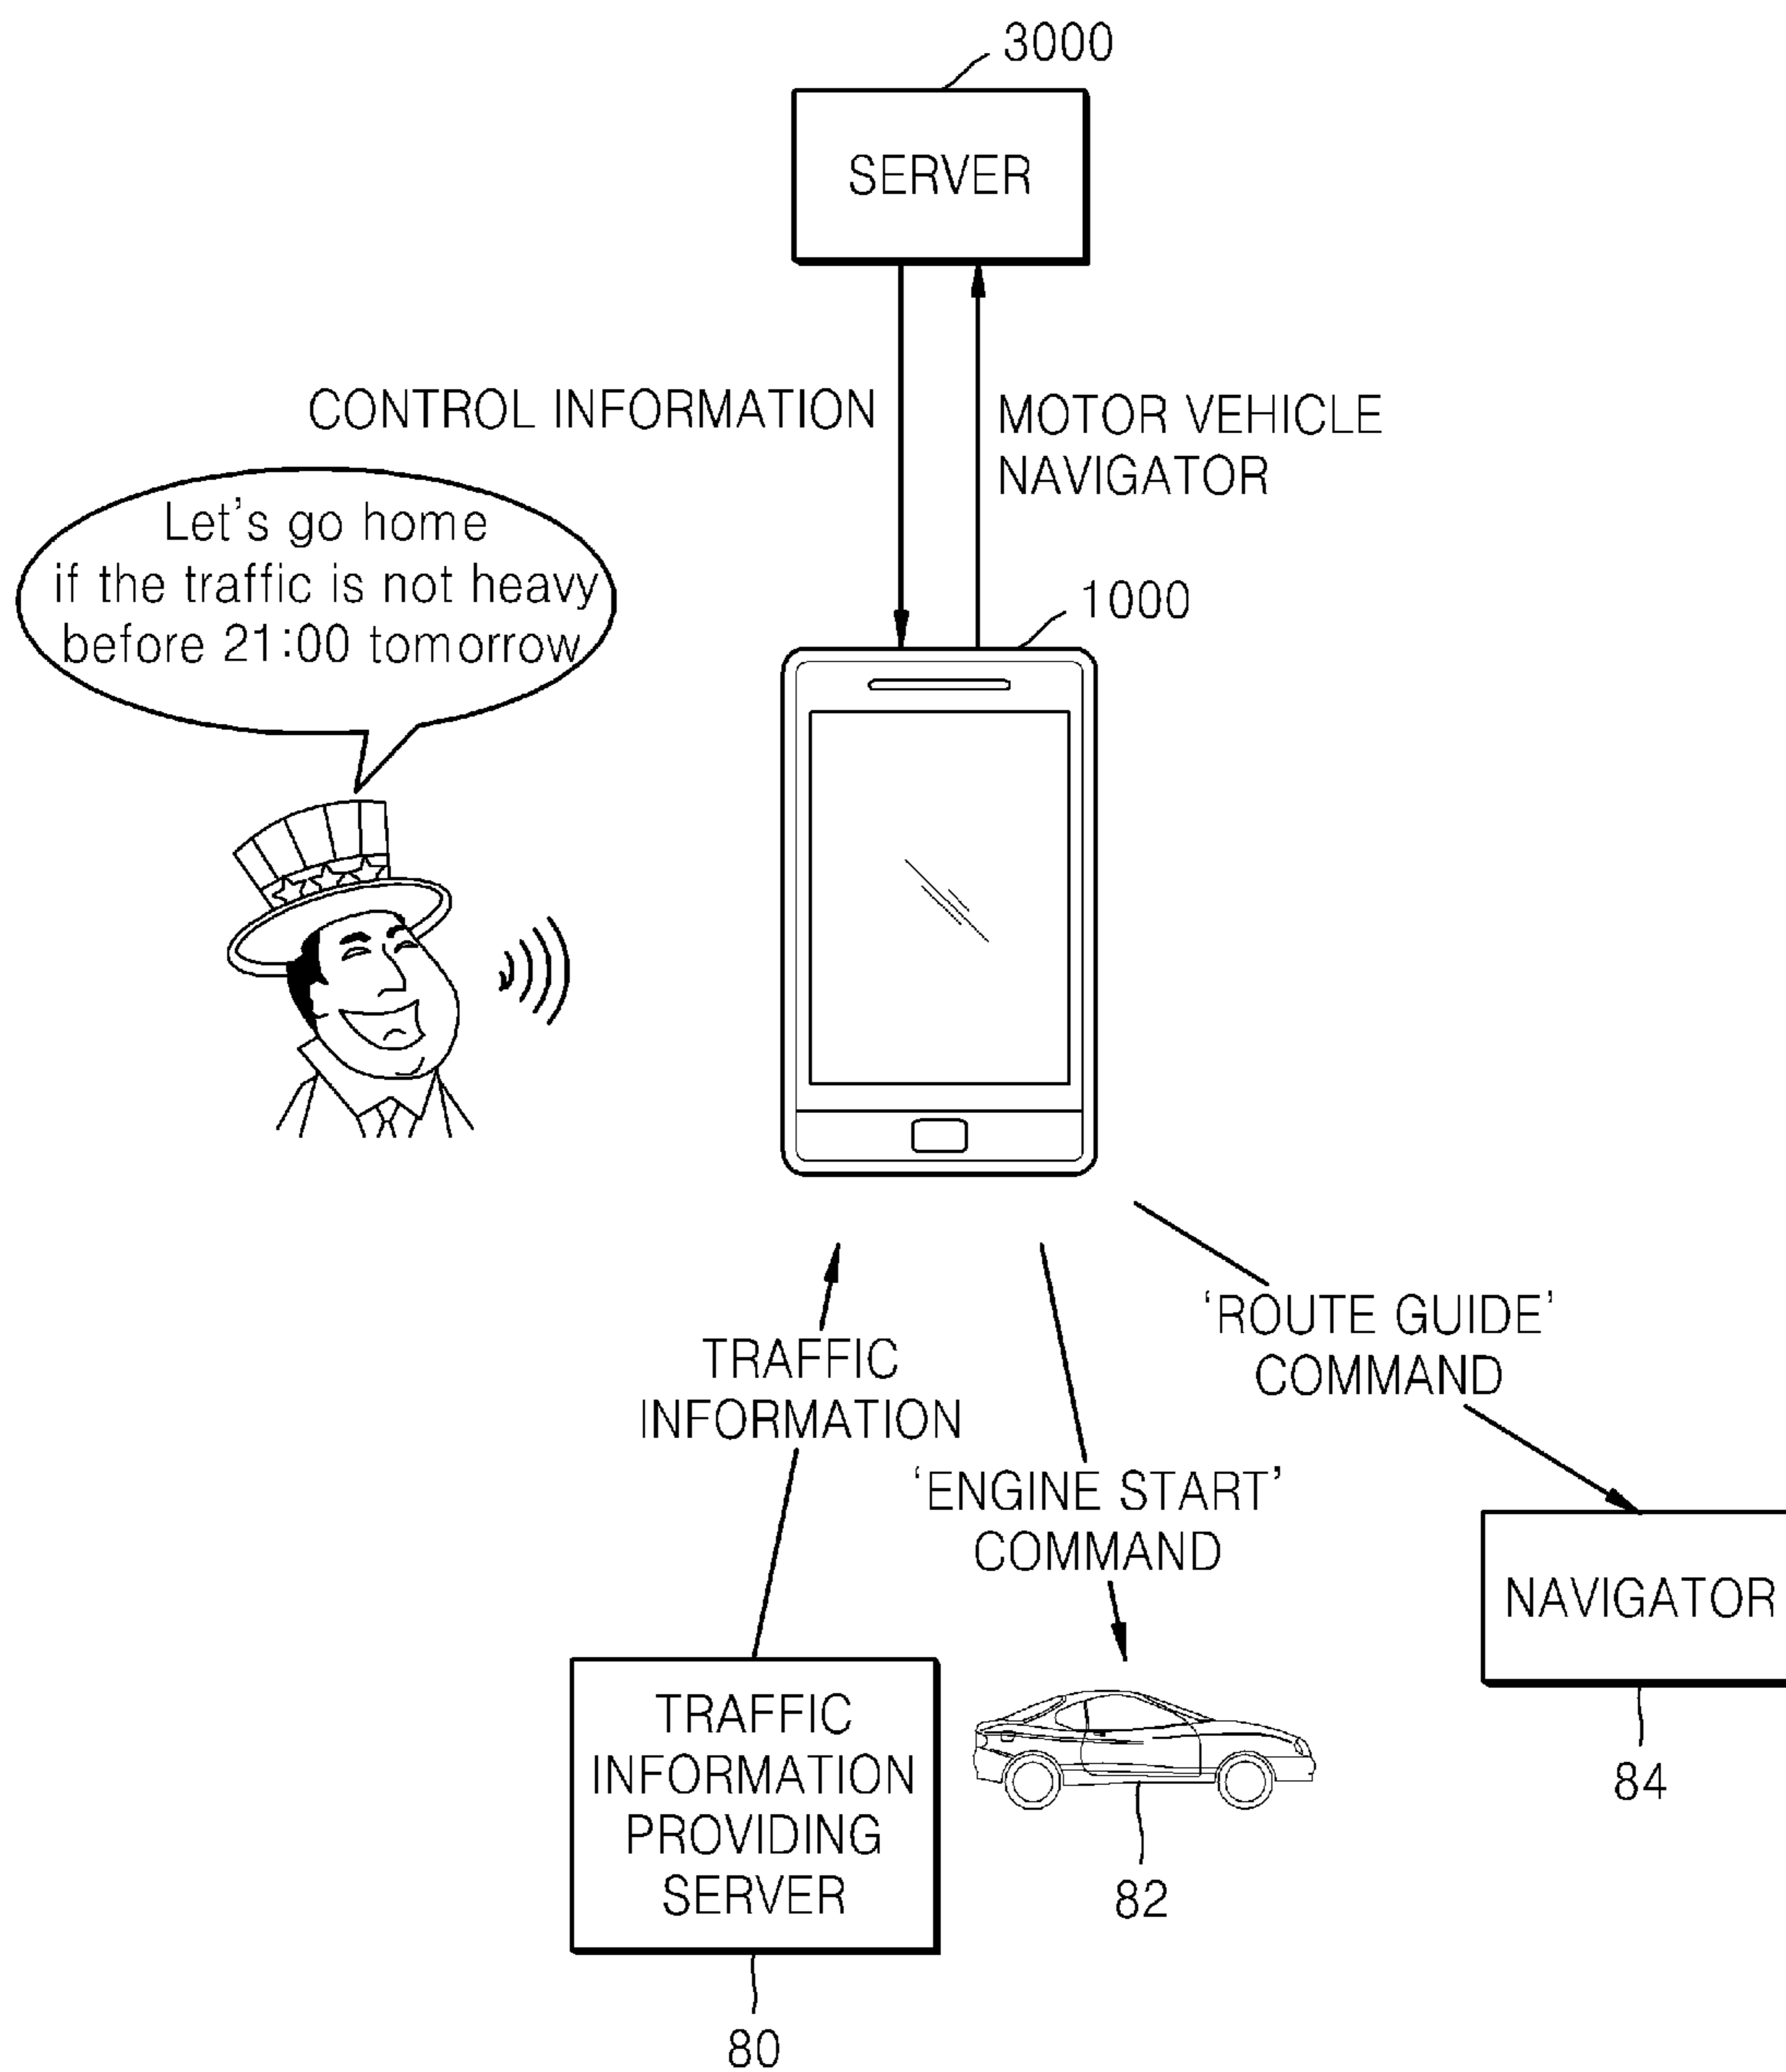 3000
SERVER
CONTROL INFORMATION
MOTOR VEHICLE
NAVIGATOR
Let's go home
if the traffic is not heavy
before 21:00 tomorrow
1000
'ROUTE GUIDE'
COMMAND
TRAFFIC
INFORMATION
'ENGINE START'
COMMAND
NAVIGATOR
84
TRAFFIC
INFORMATION
PROVIDING
SERVER
82
80